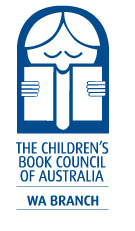 THE CHILDREN'S
BOOK COUNCIL
OF AUSTRALIA
WA BRANCH